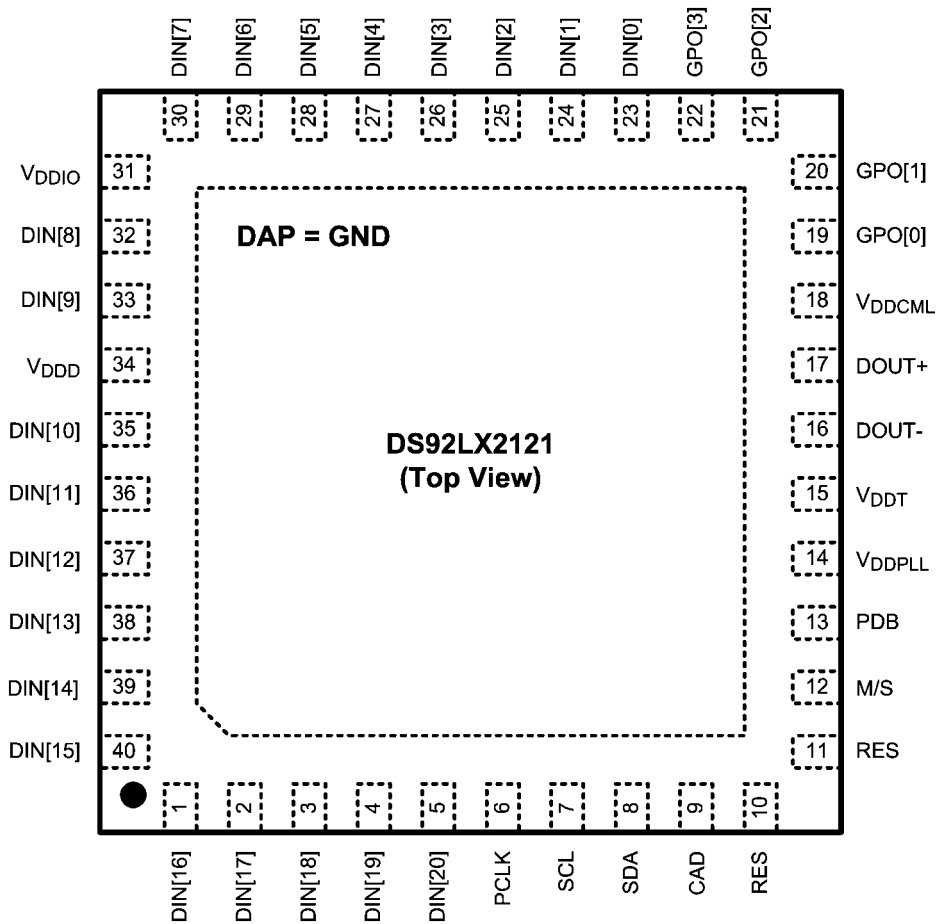 DIN[7]
DIN[6]
DIN[5]
DIN[4]
DIN[3]
DIN[2]
DIN[1]
DIN[0]
GPO[3]
GPO[2]
30
29
28
27
26
25
24
23
22
21
VDDIO 31
DIN[8] 32
DIN[9] 33
VDDD 34
DIN[10] 35
DIN[11] 36
DIN[12] 37
DIN[13] 38
DIN[14] 39
DIN[15] 40
DAP = GND
DS92LX2121
(Top View)
20 GPO[1]
19 GPO[0]
18 VDDCML
17 DOUT+
16 DOUT-
15 VDDT
14 VDDPLL
13 PDB
12 M/S
11 RES
1
2
3
4
5
6
7
8
9
10
DIN[16]
DIN[17]
DIN[18]
DIN[19]
DIN[20]
PCLK
SCL
SDA
CAD
RES